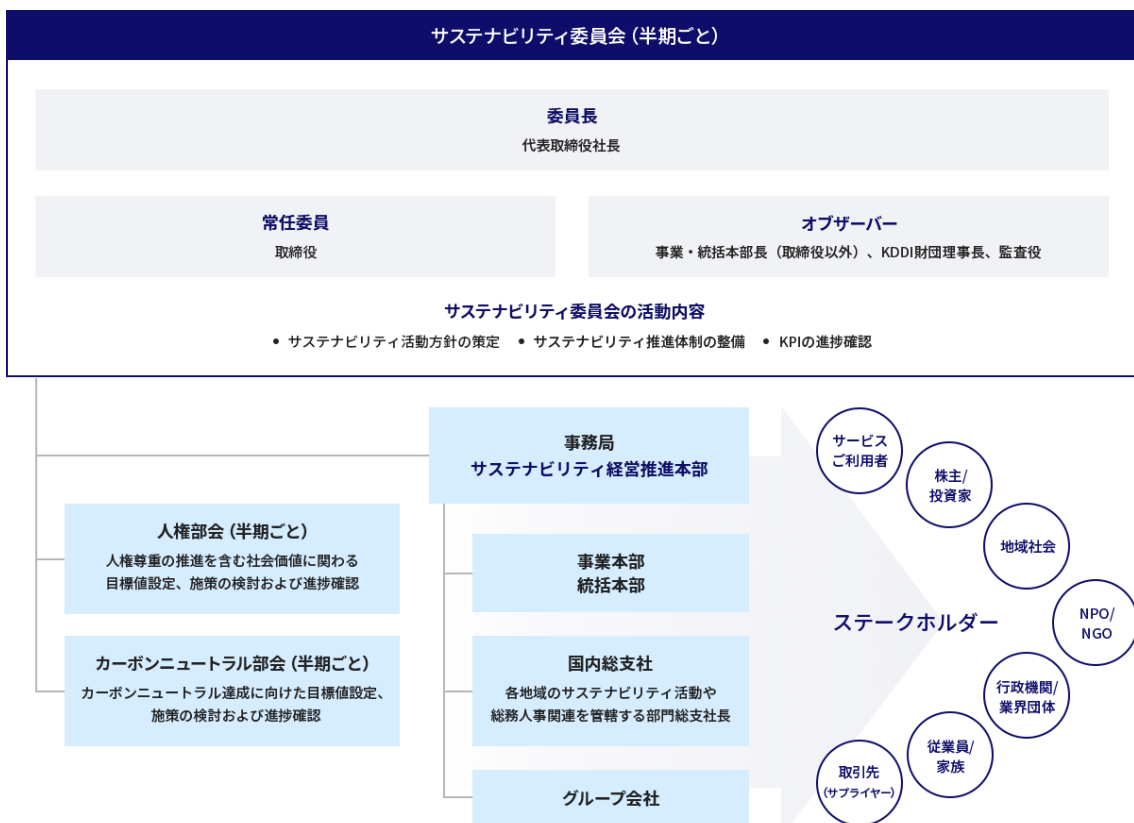 サステナビリティ委員会（半期ごと）
委員長
代表取締役社長
常任委員
取締役
オブザーバー
事業・統括本部長（取締役以外）、KDDI財団理事長、監査役
サステナビリティ委員会の活動内容
• サステナビリティ活動方針の策定 • サステナビリティ推進体制の整備 • KPIの進捗確認
事務局
サステナビリティ経営推進本部
人権部会（半期ごと）
人権尊重の推進を含む社会価値に関わる
目標値設定、施策の検討および進捗確認
カーボンニュートラル部会（半期ごと）
カーボンニュートラル達成に向けた目標値設定、
施策の検討および進捗確認
事業本部
統括本部
国内総支社
各地域のサステナビリティ活動や
総務人事関連を管轄する部門総支社長
グループ会社
ステークホルダー
サービス
ご利用者
株主/
投資家
地域社会
NPO/
NGO
行政機関/
業界団体
従業員/
家族
取引先
（サプライヤー）